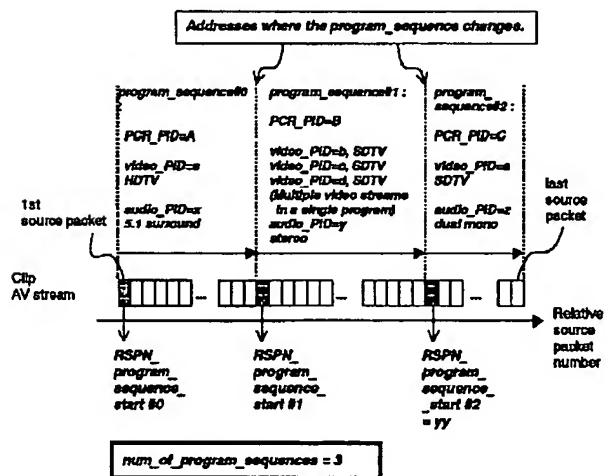 Addresses where the program_sequence changes.
program_sequence#0
PCR_PID=A
video_PID=a
HDTV
audio_PID=x
5.1 surround
program_sequence#1 :
PCR_PID=B
video_PID=b, SDTV
video_PID=c, SDTV
video_PID=d, SDTV
(Multiple video streams
in a single program)
audio_PID=y
stereo
program_
sequence#2 :
PCR_PID=C
video_PID=a
SDTV
audio_PID=z
dual mono
1st
source packet
last
source
packet
Clip
AV stream
Relative
source
packet
number
RSPN_
program_
sequence_
start #0
RSPN_
program_
sequence_
start #1
RSPN_
program_
sequence
_start #2
= yy
num_of_program_sequences = 3